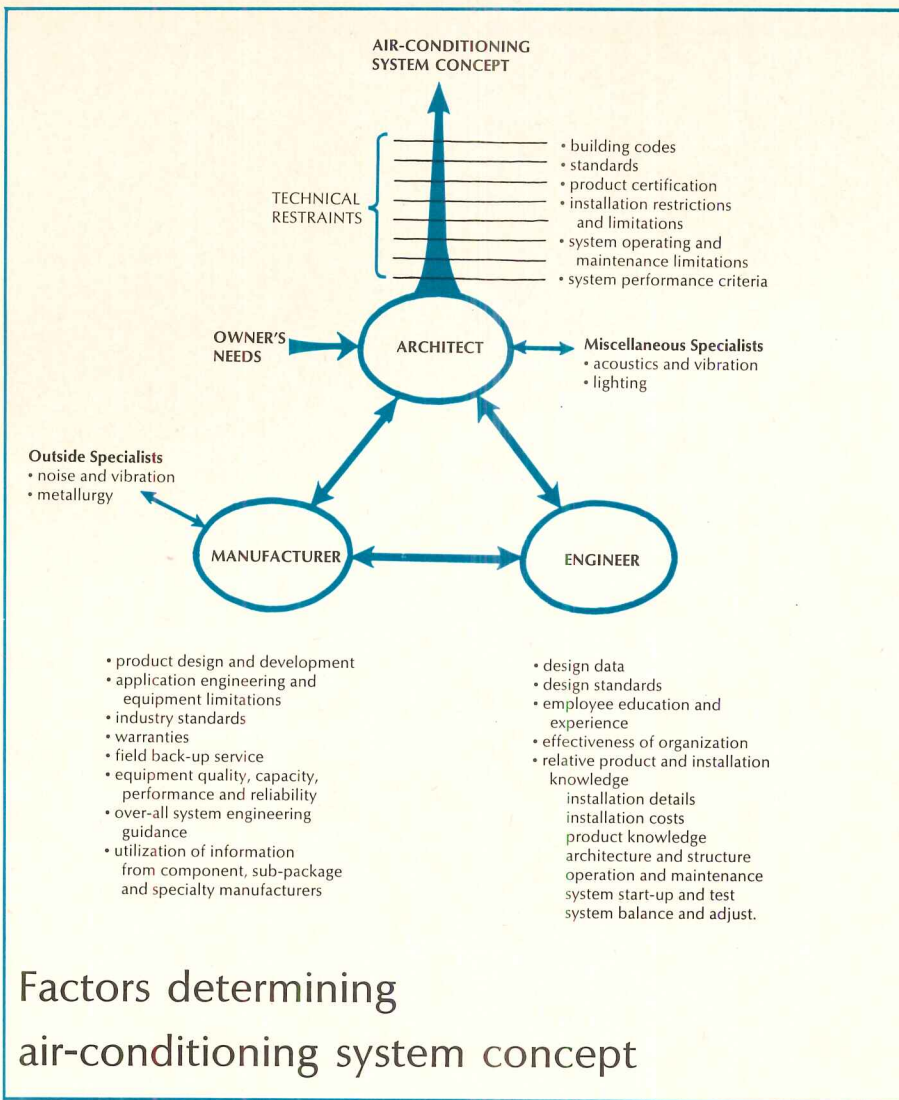 AIR-CONDITIONING
SYSTEM CONCEPT
TECHNICAL
RESTRAINTS
• building codes
• standards
• product certification
• installation restrictions
and limitations
• system operating and
maintenance limitations
• system performance criteria
OWNER'S
NEEDS
ARCHITECT
Miscellaneous Specialists
• acoustics and vibration
• lighting
Outside Specialists
• noise and vibration
• metallurgy
MANUFACTURER
ENGINEER
• product design and development
• application engineering and
equipment limitations
• industry standards
• warranties
• field back-up service
• equipment quality, capacity,
performance and reliability
• over-all system engineering
guidance
• utilization of information
from component, sub-package
and specialty manufacturers
• design data
• design standards
• employee education and
experience
• effectiveness of organization
• relative product and installation
knowledge
installation details
installation costs
product knowledge
architecture and structure
operation and maintenance
system start-up and test
system balance and adjust.
Factors determining
air-conditioning system concept